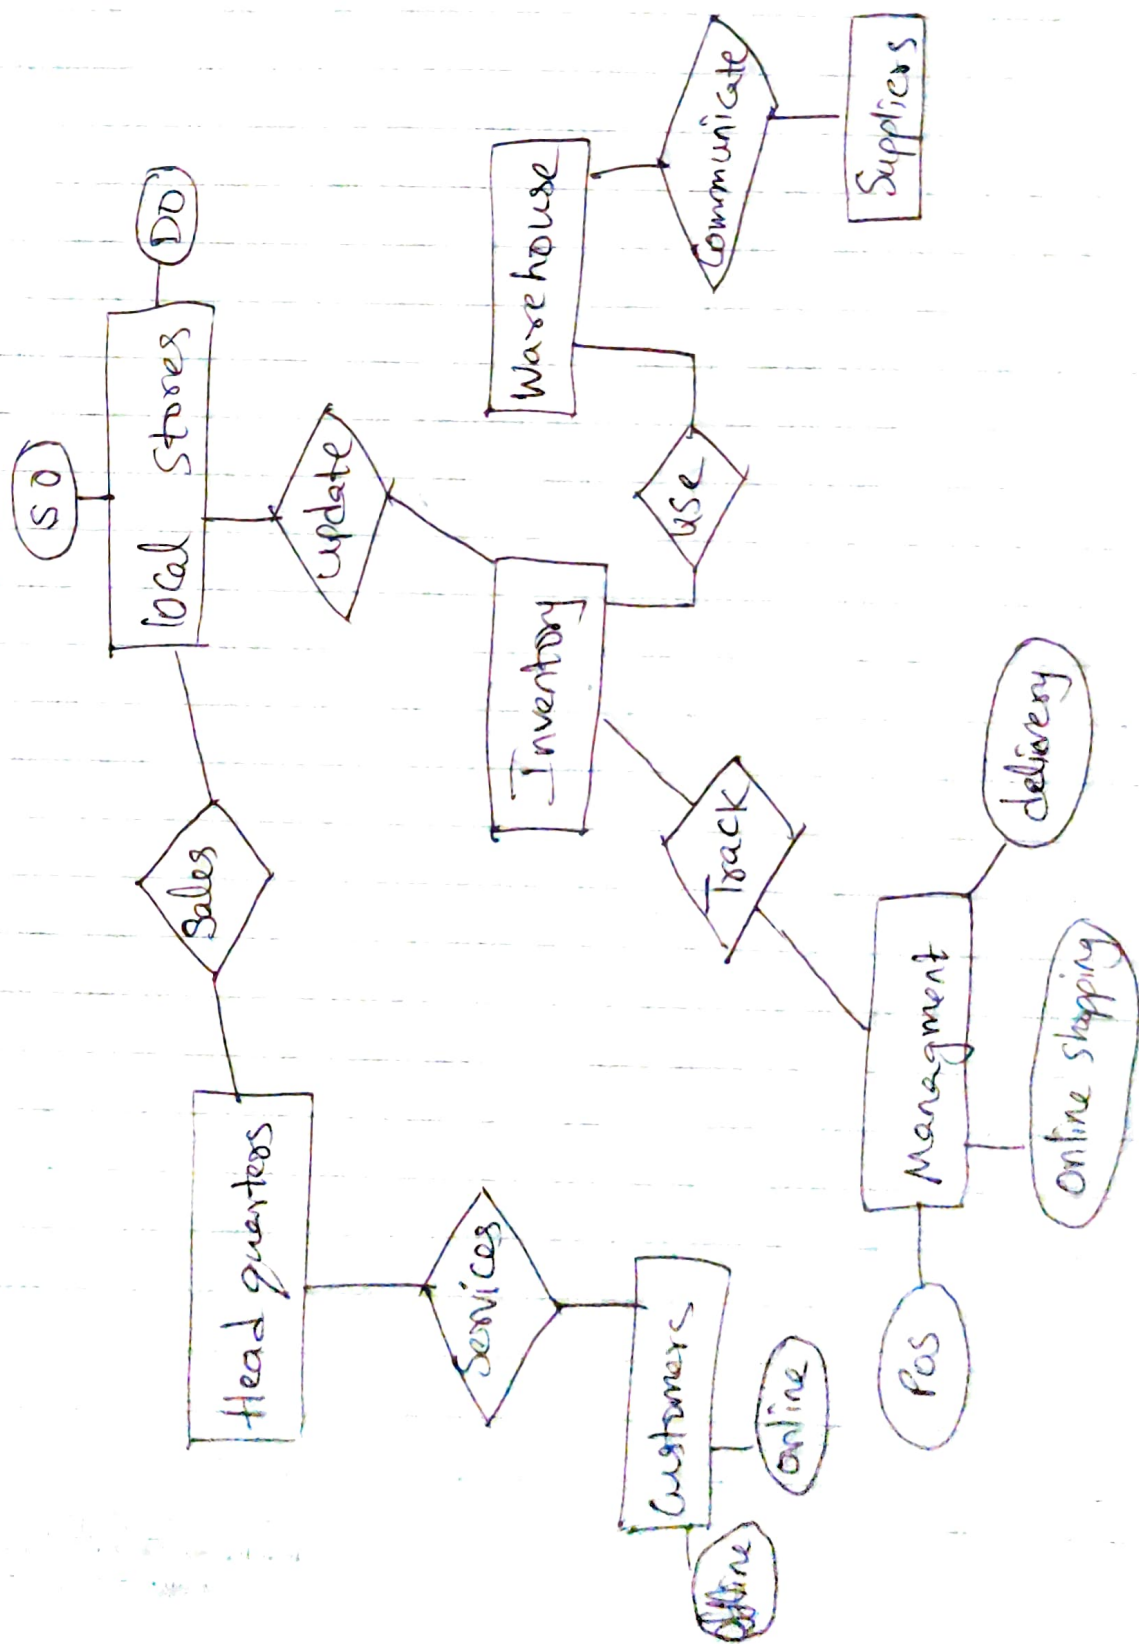 SO
DO
local stores
Sales
Head quarters
update
Services
Inventory
Warehouse
Customers
use
Communicate
Track
offline
online
Suppliers
Managment
POS
online shopping
delivery